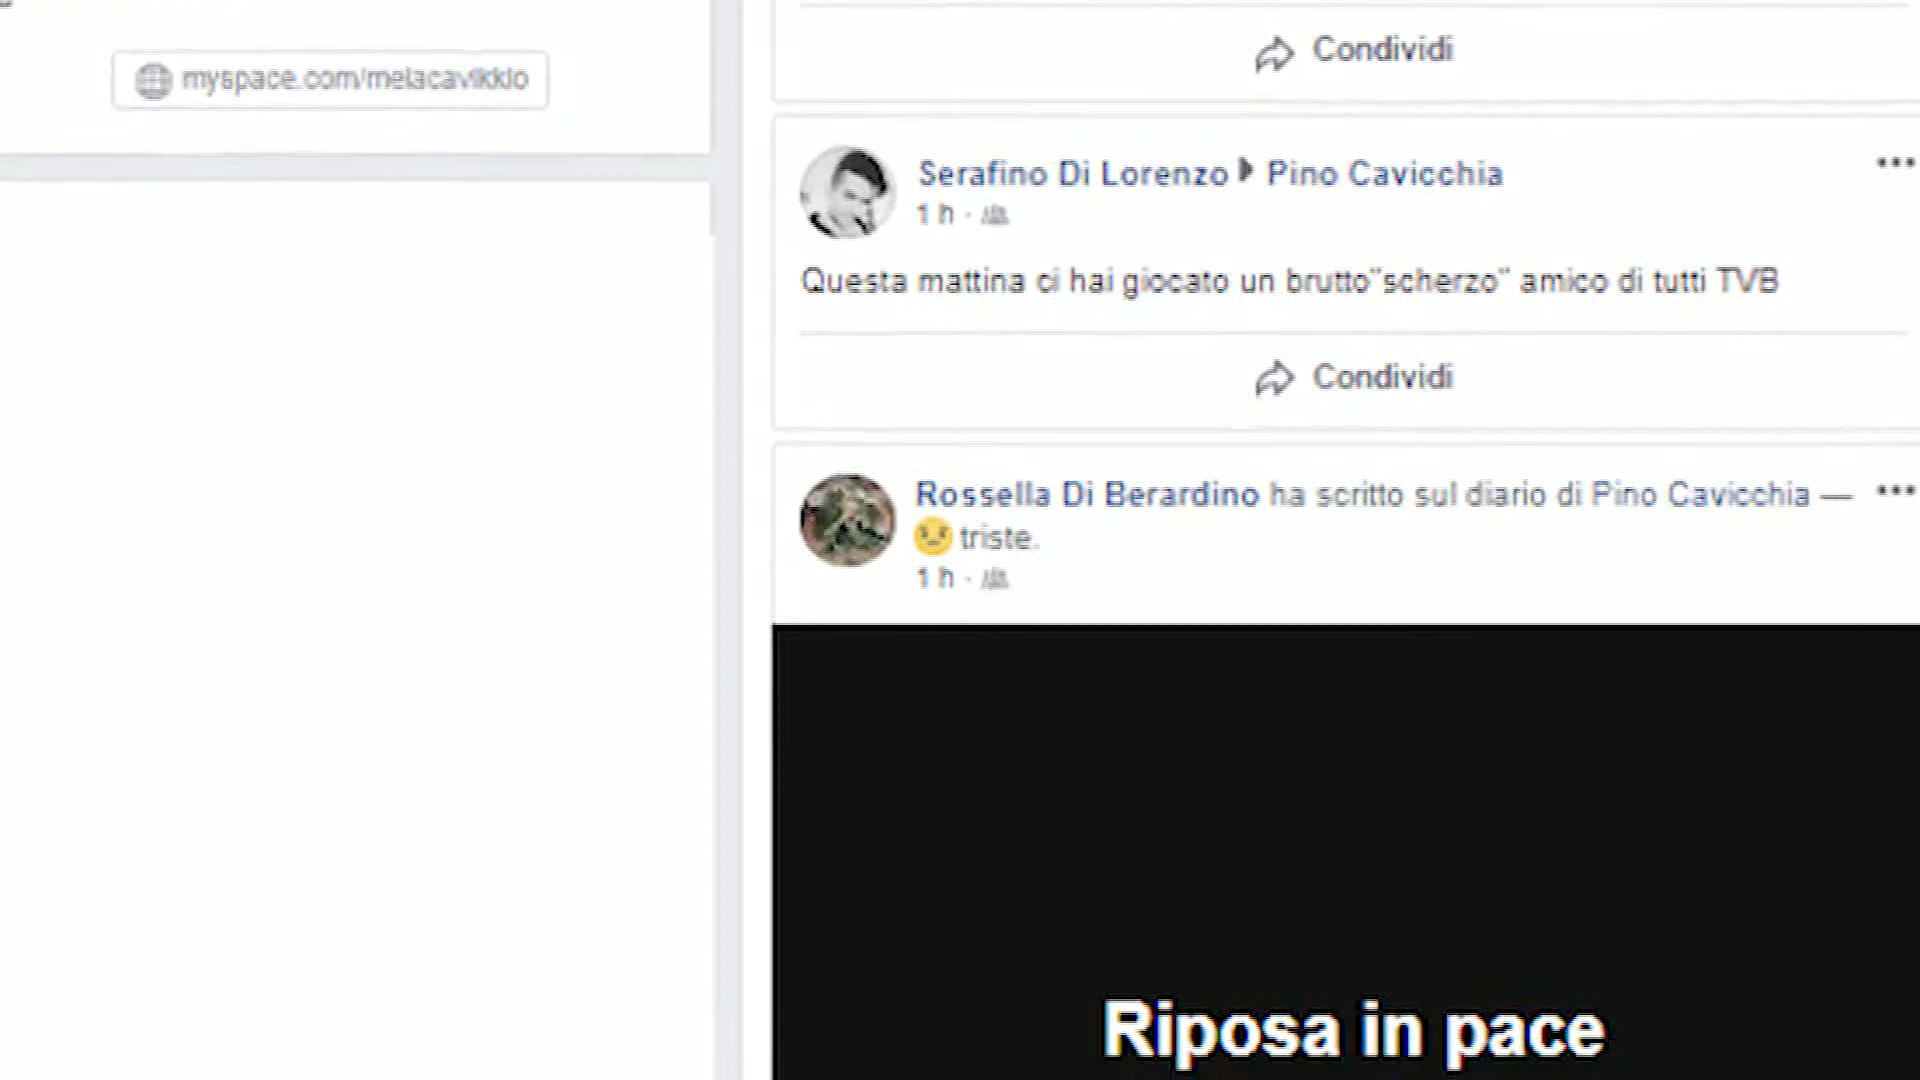 myspace.com/melacavikkio
Condividi
Serafino Di Lorenzo Pino Cavicchia
1 h ·
Questa mattina ci hai giocato un brutto"scherzo" amico di tutti TVB
Condividi
Rossella Di Berardino ha scritto sul diario di Pino Cavicchia —
triste.
1 h ·
Riposa in pace